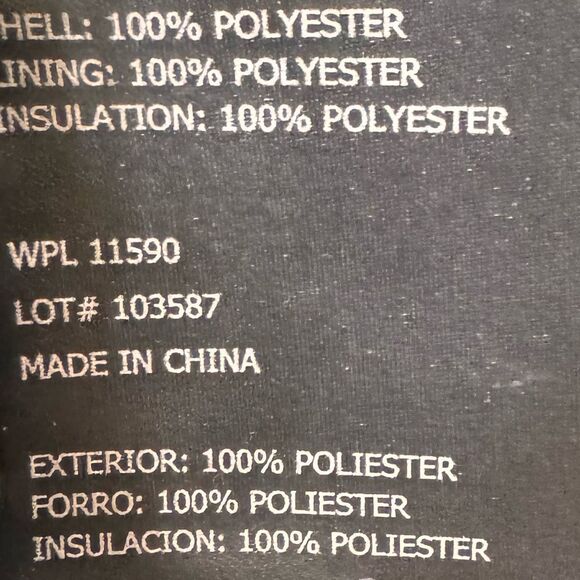 HELL: 100% POLYESTER
INING: 100% POLYESTER
INSULATION: 100% POLYESTER
WPL 11590
LOT# 103587
MADE IN CHINA
EXTERIOR: 100% POLIESTER
FORRO: 100% POLIESTER
INSULACION: 100% POLIESTER